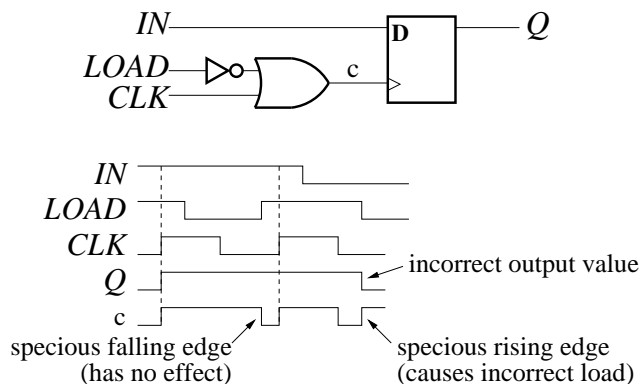 IN
D
Q
LOAD
c
CLK
IN
LOAD
CLK
incorrect output value
Q
c
specious falling edge
(has no effect)
specious rising edge
(causes incorrect load)